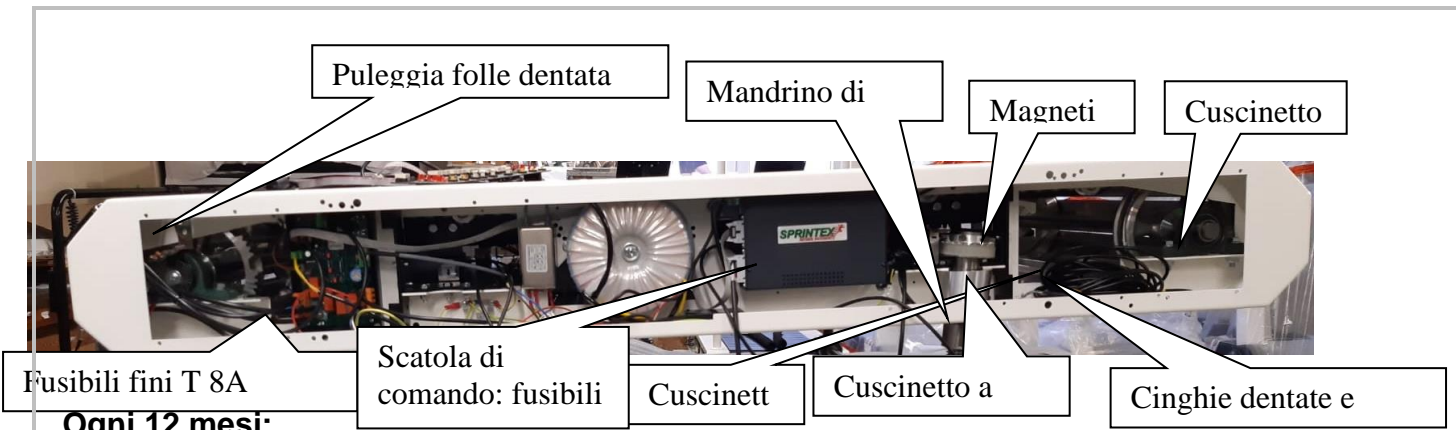 Puleggia folle dentata
Mandrino di
Magneti
Cuscinetto
SPRINTEX
Fusibili fini T 8A
Scatola di
comando: fusibili
Cuscinett
Cuscinetto a
Cinghie dentate e
Ogni 12 mesi: